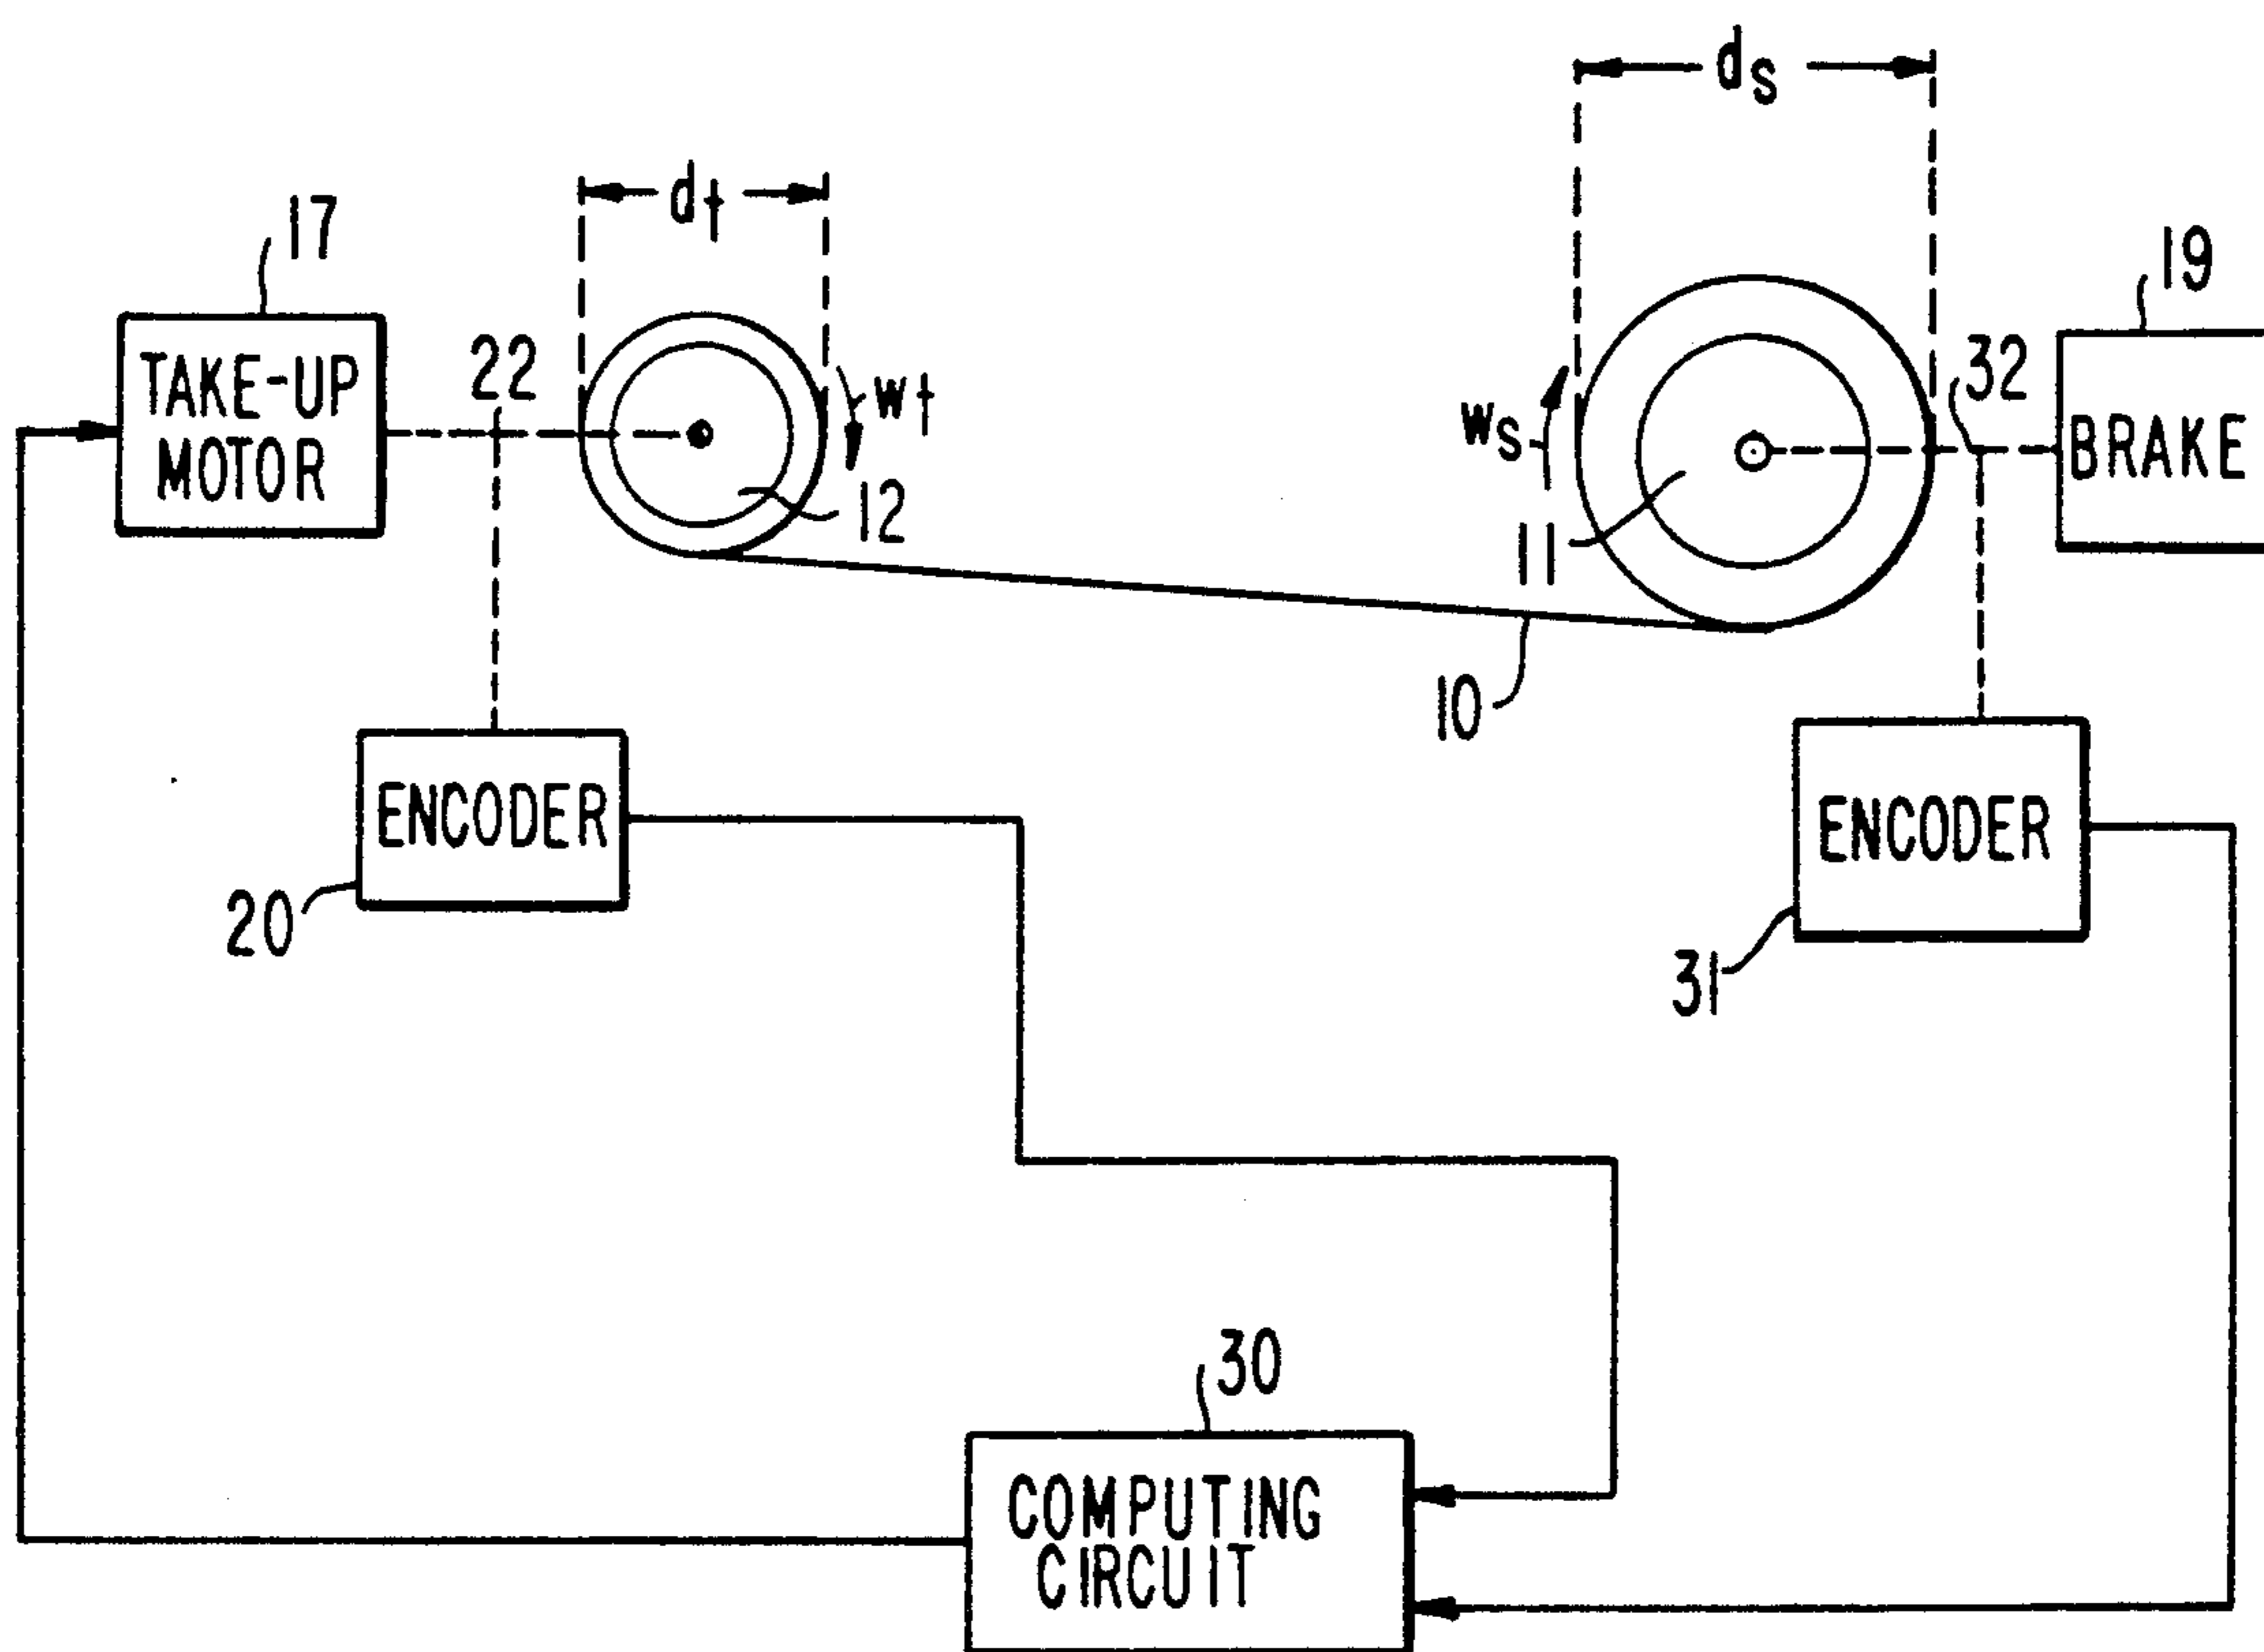 ds
dt
17
19
TAKE-UP
MOTOR
22
wt
ws
32
BRAKE
12
11
10
ENCODER
20
ENCODER
31
30
COMPUTING
CIRCUIT